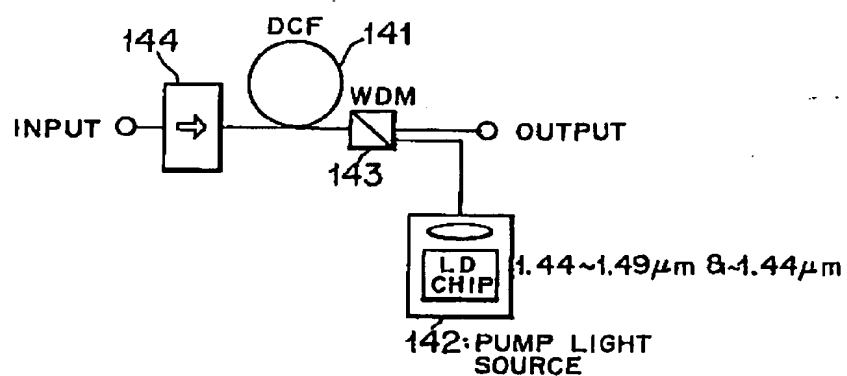 DCF
144
141
WDM
INPUT
OUTPUT
143
LD
CHIP
1.44~1.49μm &~1.44μm
142: PUMP LIGHT
SOURCE